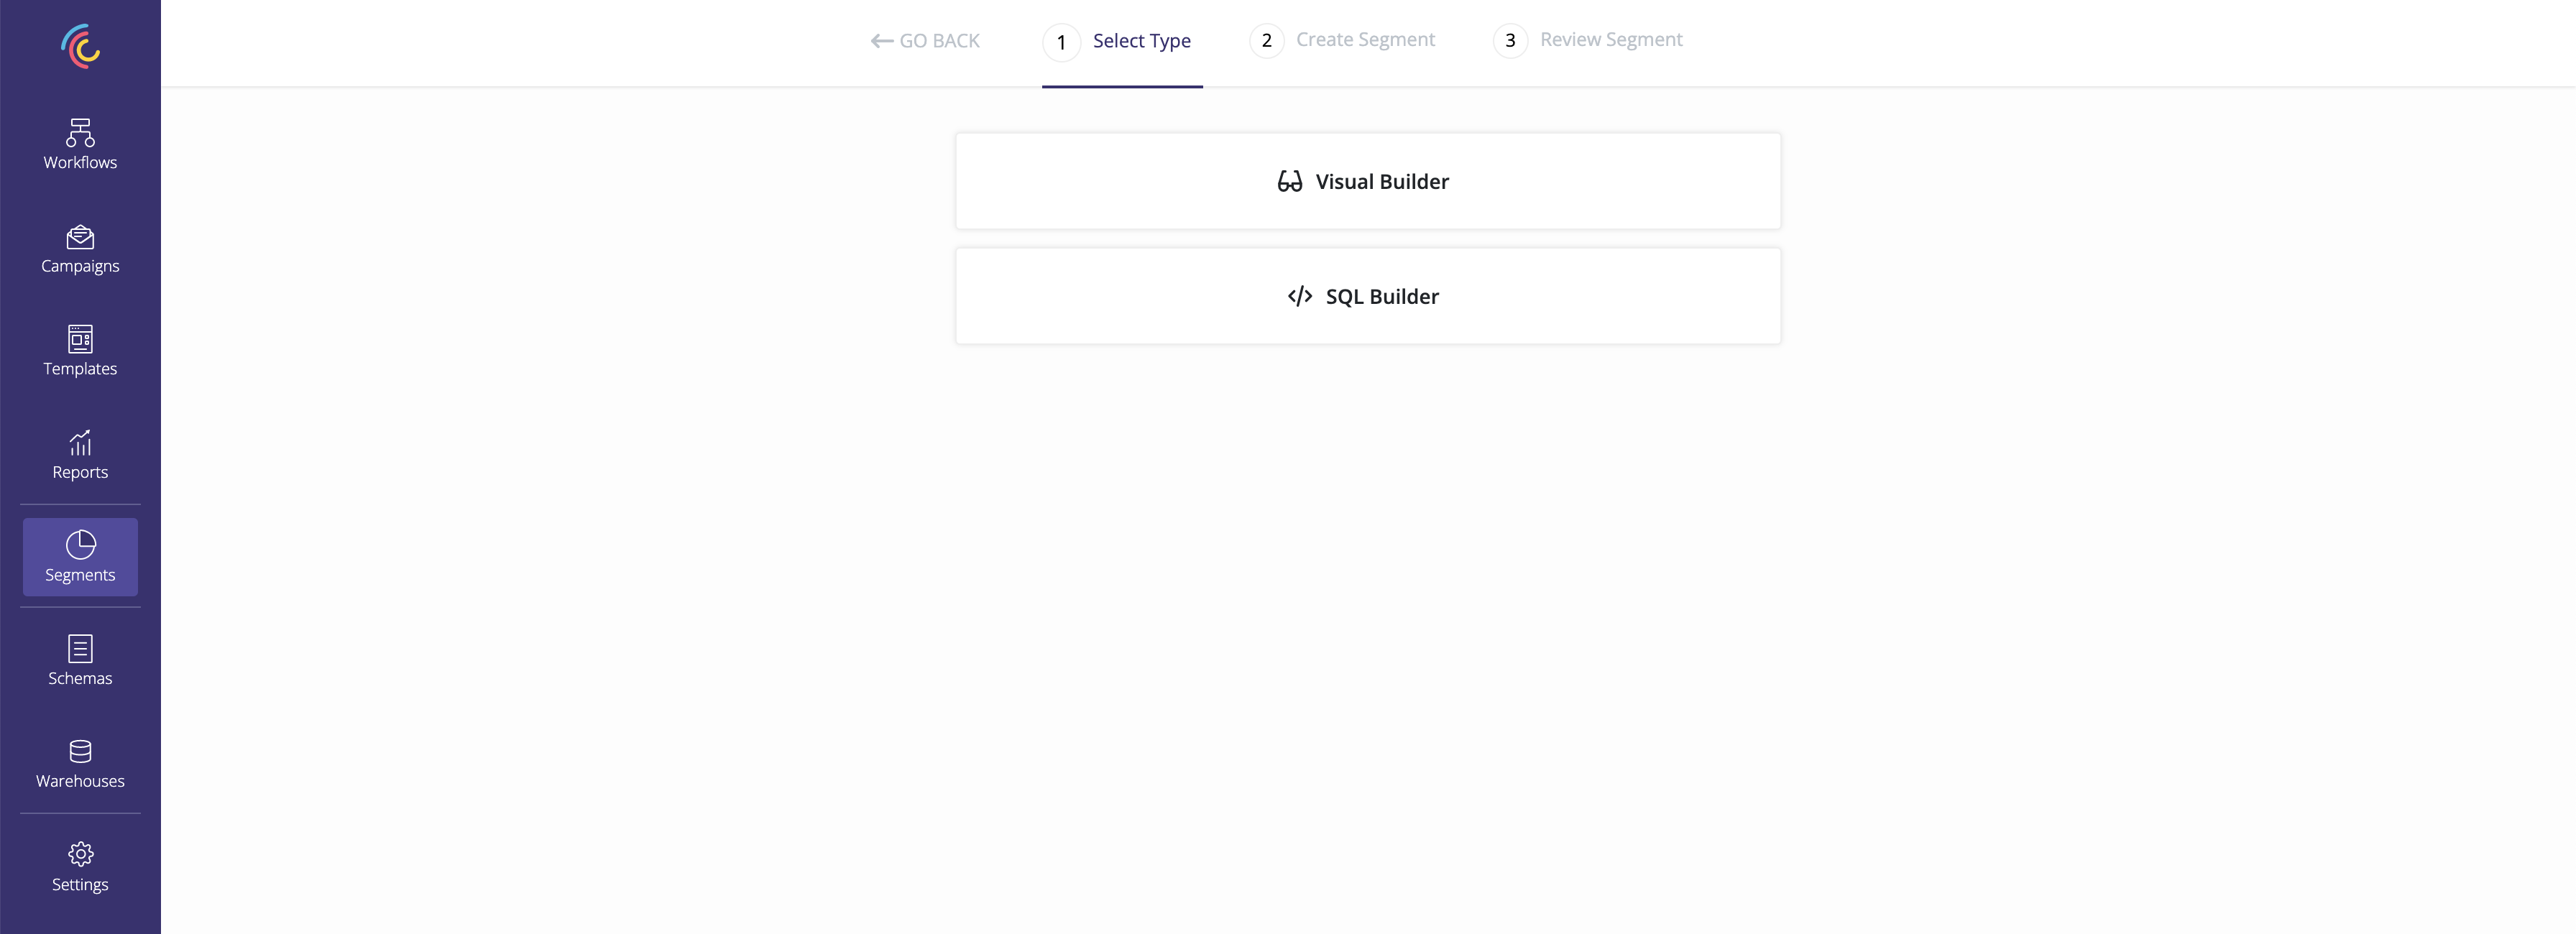 GO BACK
1 Select Type
2 Create Segment
3 Review Segment
Workflows
Campaigns
Templates
Reports
Segments
Schemas
Warehouses
Settings
Visual Builder
SQL Builder